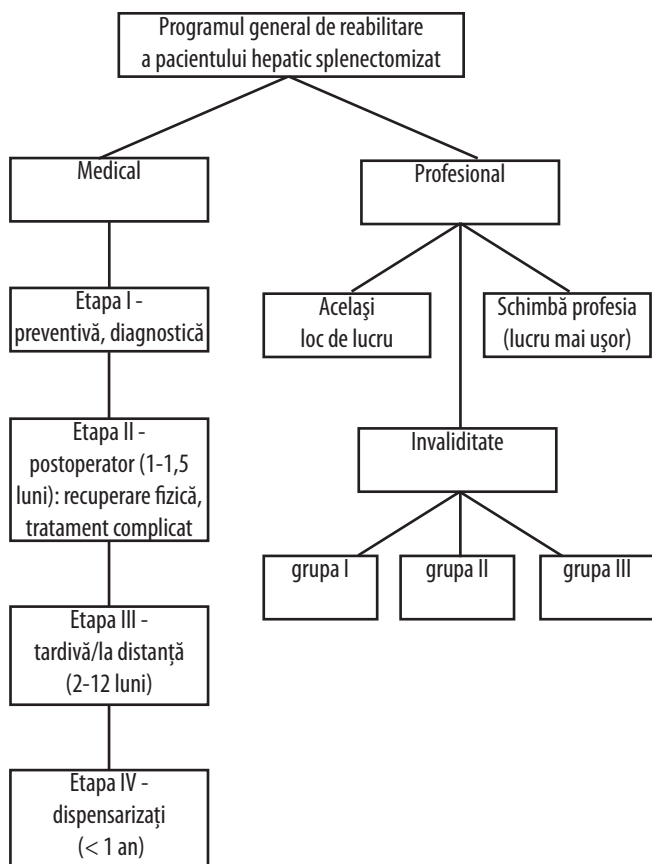 Programul general de reabilitare
a pacientului hepatic splenectomizat
Medical
Profesional
Etapa I -
preventivă, diagnostică
Același
loc de lucru
Schimbă profesia
(lucru mai uşor)
Etapa II -
postoperator (1-1,5
luni): recuperare fizică,
tratament complicat
Invaliditate
grupa I
grupa II
grupa III
Etapa III -
tardivă/la distanță
(2-12 luni)
Etapa IV -
dispensarizați
(< 1 an)